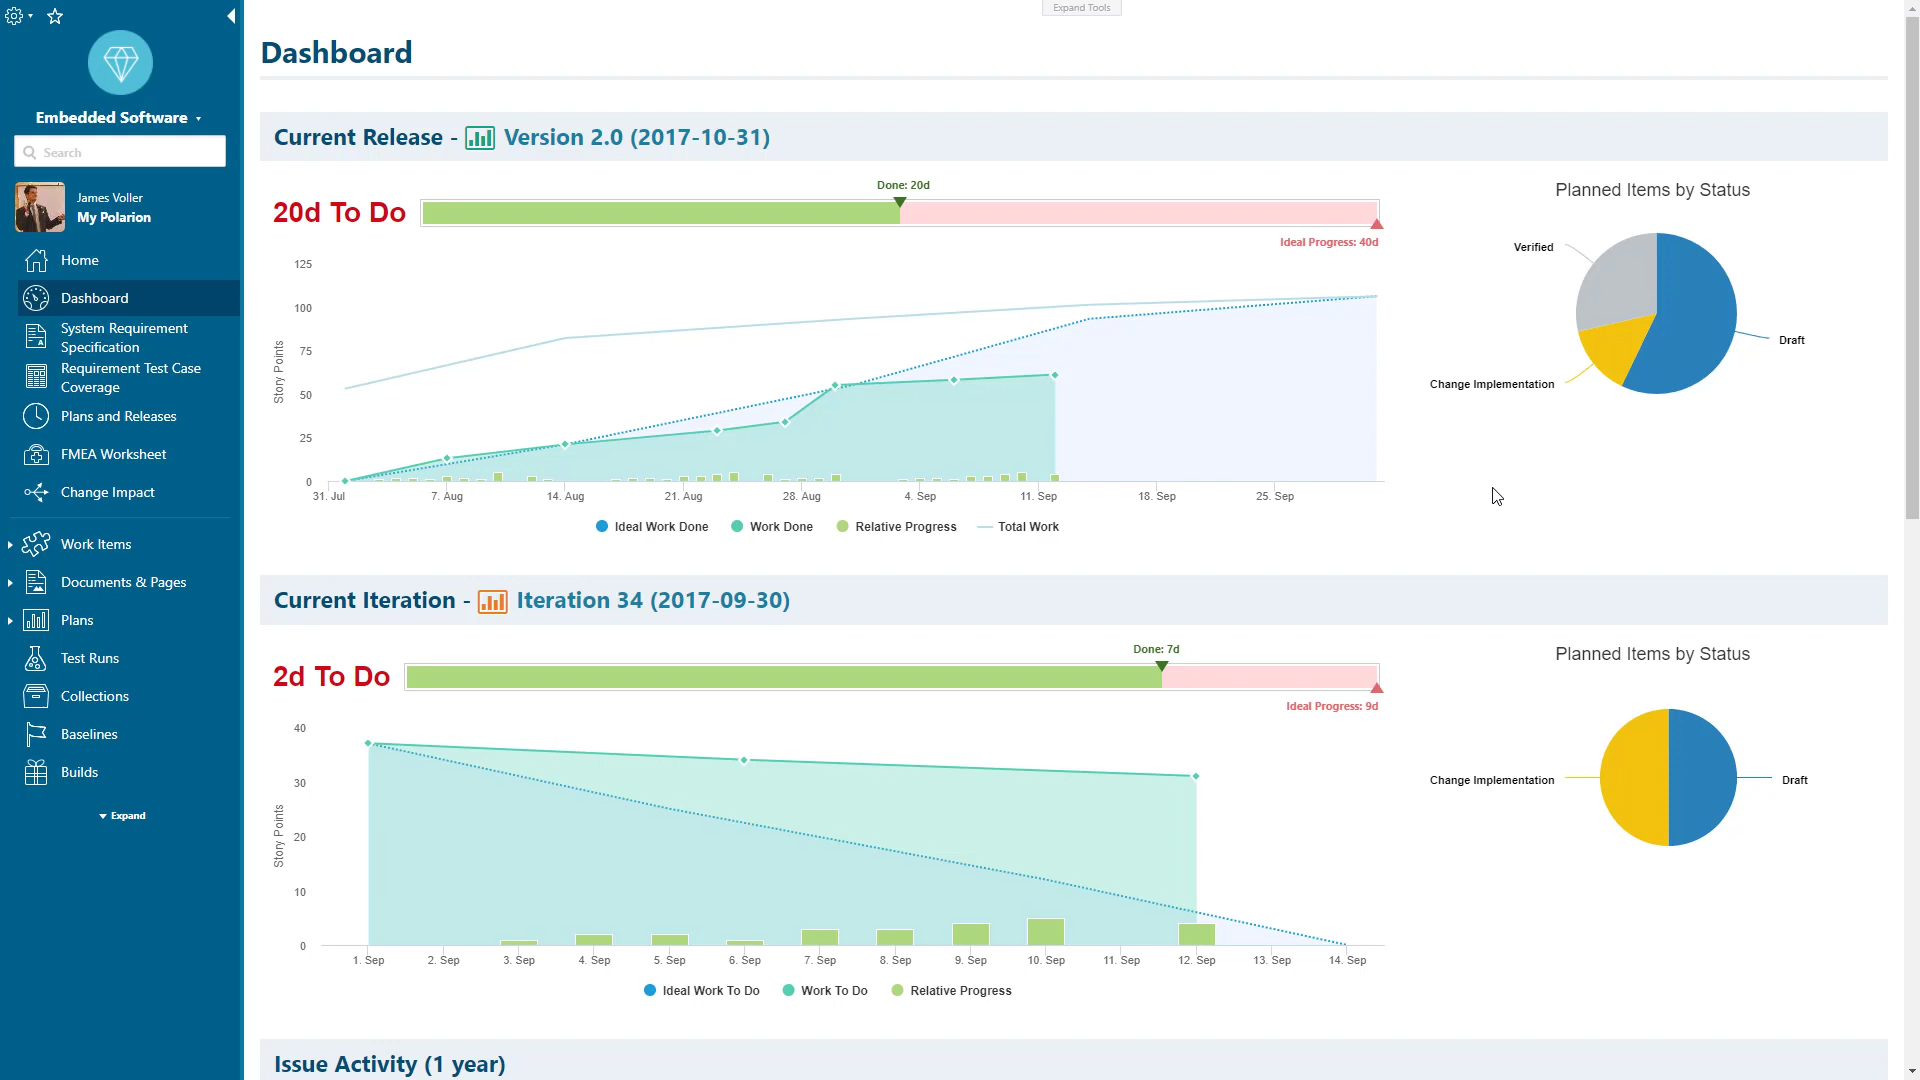 Expand Tools
Embedded Software
Search
James Voller
My Polarion
Home
Dashboard
System Requirement
Specification
Requirement Test Case
Coverage
Plans and Releases
FMEA Worksheet
Change Impact
Work Items
Documents & Pages
Plans
Test Runs
Collections
Baselines
Builds
Expand
Dashboard
Current Release - Version 2.0 (2017-10-31)
20d To Do
Done: 20d
Ideal Progress: 40d
125
100
75
50
25
0
Story Points
31. Jul 7. Aug 14. Aug 21. Aug 28. Aug 4. Sep 11. Sep 18. Sep 25. Sep
Ideal Work Done Work Done Relative Progress Total Work
Planned Items by Status
Verified
Draft
Change Implementation
Current Iteration - Iteration 34 (2017-09-30)
2d To Do
Done: 7d
Ideal Progress: 9d
40
30
20
10
0
Story Points
1. Sep 2. Sep 3. Sep 4. Sep 5. Sep 6. Sep 7. Sep 8. Sep 9. Sep 10. Sep 11. Sep 12. Sep 13. Sep 14. Sep
Ideal Work To Do Work To Do Relative Progress
Planned Items by Status
Change Implementation
Draft
Issue Activity (1 year)